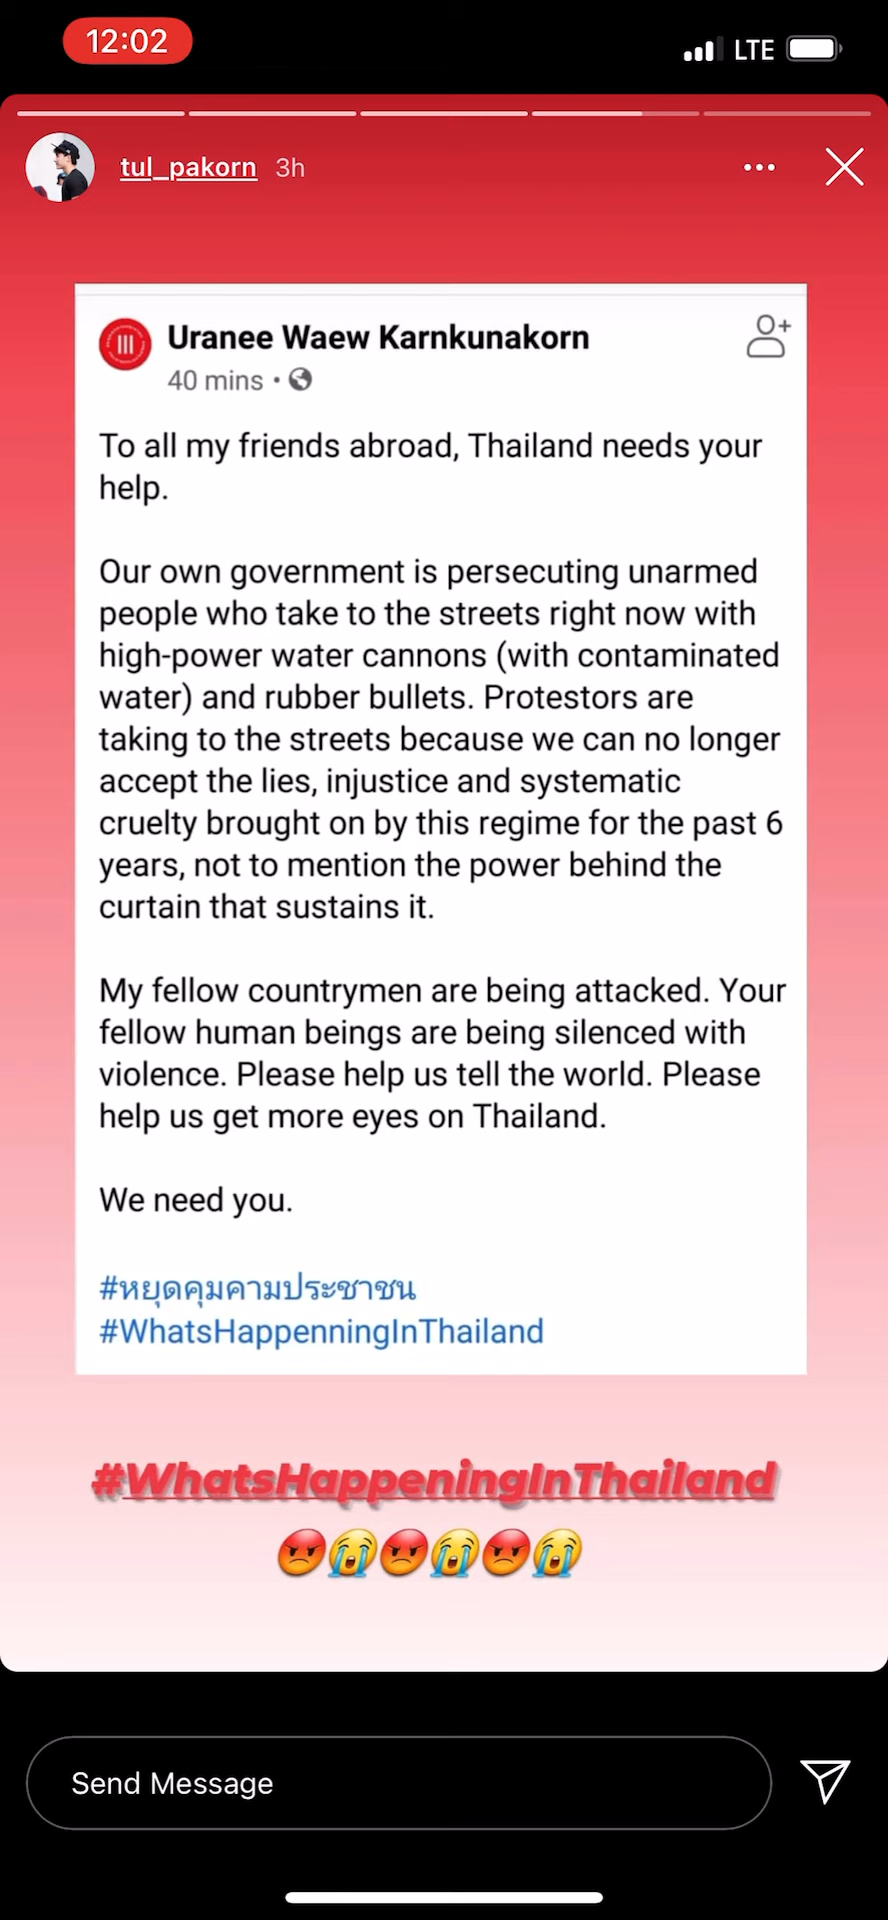 12:02
LTE
tul_pakorn 3h
Uranee Waew Karnkunakorn
40 mins •
To all my friends abroad, Thailand needs your
help.
Our own government is persecuting unarmed
people who take to the streets right now with
high-power water cannons (with contaminated
water) and rubber bullets. Protestors are
taking to the streets because we can no longer
accept the lies, injustice and systematic
cruelty brought on by this regime for the past 6
years, not to mention the power behind the
curtain that sustains it.
My fellow countrymen are being attacked. Your
fellow human beings are being silenced with
violence. Please help us tell the world. Please
help us get more eyes on Thailand.
We need you.
#หยุดคุมคามประชาชน
#WhatsHappenningInThailand
#WhatsHappeningInThailand
😡😭😡😭😡😭
Send Message